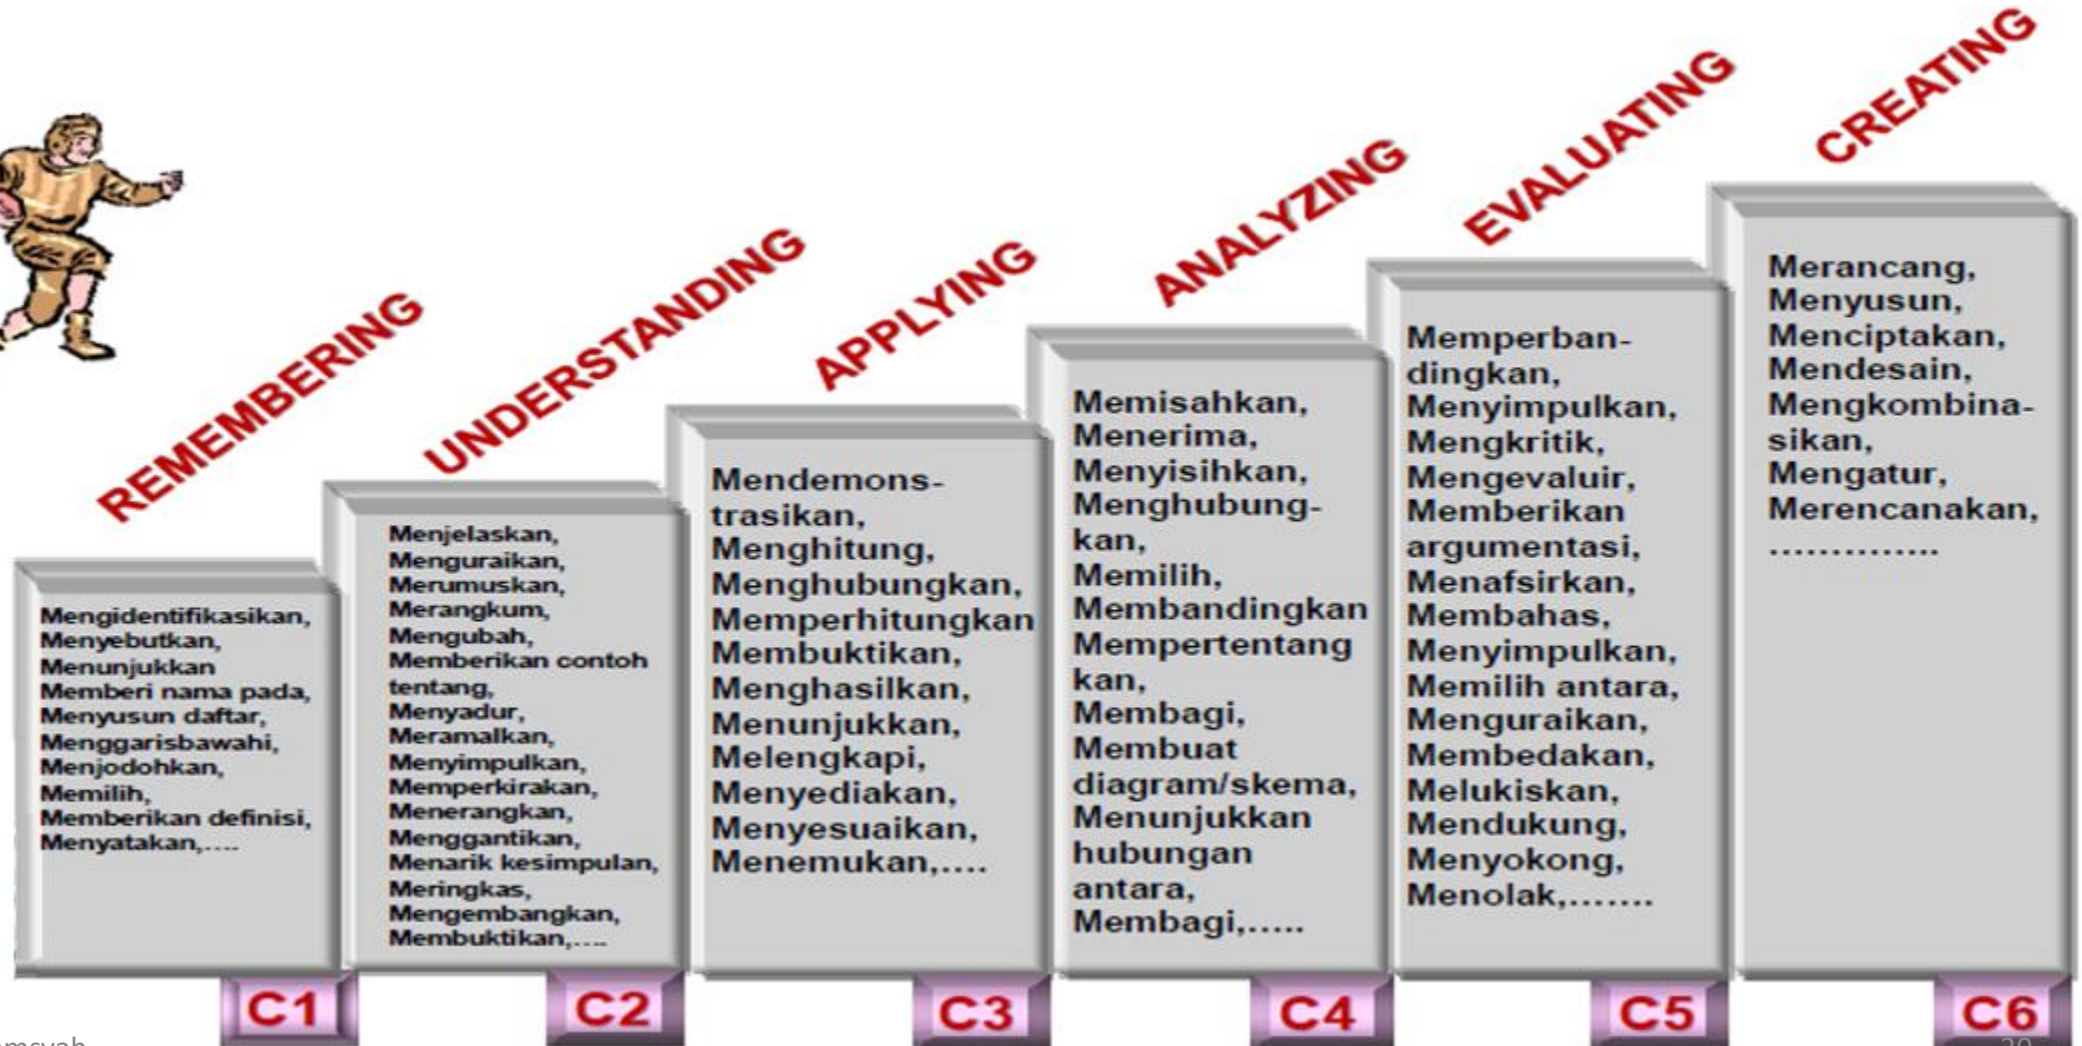 REMEMBERING
Mengidentifikasikan,
Menyebutkan,
Menunjukkan
Memberi nama pada,
Menyusun daftar,
Menggarisbawahi,
Menjodohkan,
Memilih,
Memberikan definisi,
Menyatakan,....
C1
UNDERSTANDING
Menjelaskan,
Menguraikan,
Merumuskan,
Merangkum,
Mengubah,
Memberikan contoh
tentang,
Menyadur,
Meramalkan,
Menyimpulkan,
Memperkirakan,
Menerangkan,
Menggantikan,
Menarik kesimpulan,
Meringkas,
Mengembangkan,
Membuktikan,....
C2
APPLYING
Mendemons-
trasikan,
Menghitung,
Menghubungkan,
Memperhitungkan
Membuktikan,
Menghasilkan,
Menunjukkan,
Melengkapi,
Menyediakan,
Menyesuaikan,
Menemukan,....
C3
ANALYZING
Memisahkan,
Menerima,
Menyisihkan,
Menghubung-
kan,
Memilih,
Membandingkan
Mempertentang
kan,
Membagi,
Membuat
diagram/skema,
Menunjukkan
hubungan
antara,
Membagi,.....
C4
EVALUATING
Memperban-
dingkan,
Menyimpulkan,
Mengkritik,
Mengevaluir,
Memberikan
argumentasi,
Menafsirkan,
Membahas,
Menyimpulkan,
Memilih antara,
Menguraikan,
Membedakan,
Melukiskan,
Mendukung,
Menyokong,
Menolak,.......
C5
CREATING
Merancang,
Menyusun,
Menciptakan,
Mendesain,
Mengkombina-
sikan,
Mengatur,
Merencanakan,
..............
C6